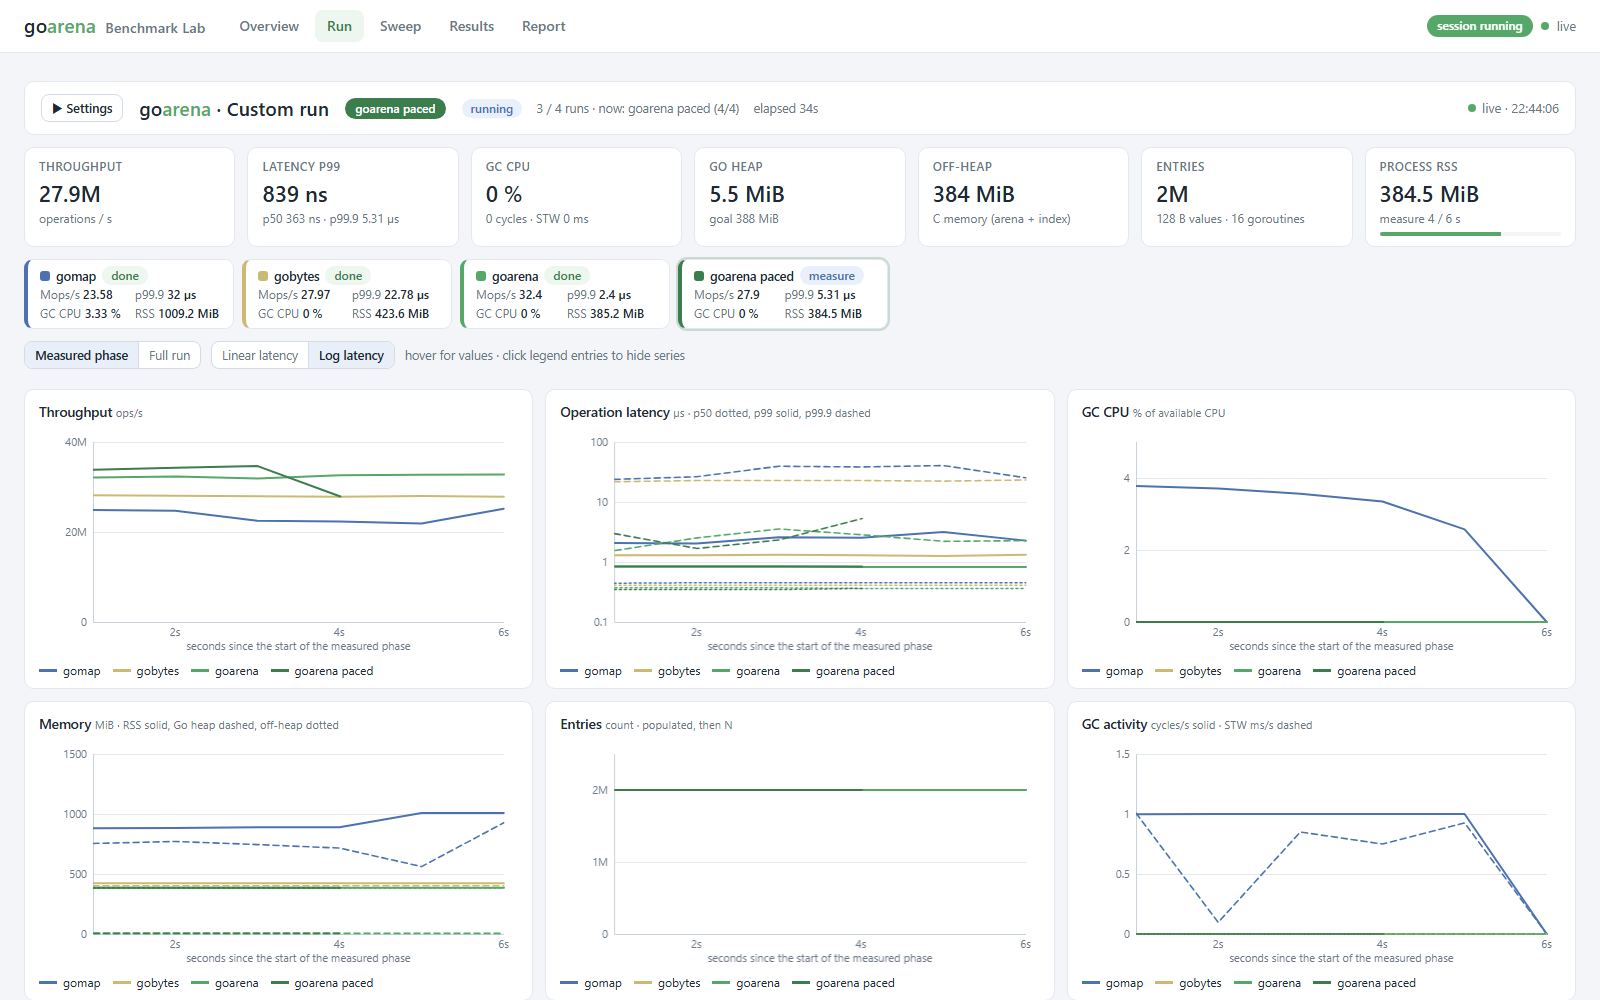 goarena Benchmark Lab Overview Run Sweep Results Report session running live
▶ Settings goarena · Custom run goarena paced running 3 / 4 runs · now: goarena paced (4/4) elapsed 34s live · 22:44:06
THROUGHPUT
27.9M
operations / s
LATENCY P99
839 ns
p50 363 ns · p99.9 5.31 µs
GC CPU
0 %
0 cycles · STW 0 ms
GO HEAP
5.5 MiB
goal 388 MiB
OFF-HEAP
384 MiB
C memory (arena + index)
ENTRIES
2M
128 B values · 16 goroutines
PROCESS RSS
384.5 MiB
measure 4 / 6 s
gomap done
Mops/s 23.58 p99.9 32 µs
GC CPU 3.33 % RSS 1009.2 MiB
gobytes done
Mops/s 27.97 p99.9 22.78 µs
GC CPU 0 % RSS 423.6 MiB
goarena done
Mops/s 32.4 p99.9 2.4 µs
GC CPU 0 % RSS 385.2 MiB
goarena paced measure
Mops/s 27.9 p99.9 5.31 µs
GC CPU 0 % RSS 384.5 MiB
Measured phase Full run Linear latency Log latency hover for values · click legend entries to hide series
Throughput ops/s
40M
20M
0
2s 4s 6s
seconds since the start of the measured phase
gomap gobytes goarena goarena paced
Operation latency µs · p50 dotted, p99 solid, p99.9 dashed
100
10
1
0.1
2s 4s 6s
seconds since the start of the measured phase
gomap gobytes goarena goarena paced
GC CPU % of available CPU
4
2
0
2s 4s 6s
seconds since the start of the measured phase
gomap gobytes goarena goarena paced
Memory MiB · RSS solid, Go heap dashed, off-heap dotted
1500
1000
500
0
2s 4s 6s
seconds since the start of the measured phase
gomap gobytes goarena goarena paced
Entries count · populated, then N
2M
1M
0
2s 4s 6s
seconds since the start of the measured phase
gomap gobytes goarena goarena paced
GC activity cycles/s solid · STW ms/s dashed
1.5
1
0.5
0
2s 4s 6s
seconds since the start of the measured phase
gomap gobytes goarena goarena paced